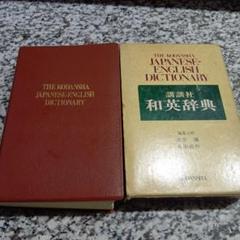 THE KODANSHA
JAPANESE-ENGLISH
DICTIONARY
THE KODANSHA
JAPANESE-
ENGLISH
DICTIONARY
講談社
和英辞典